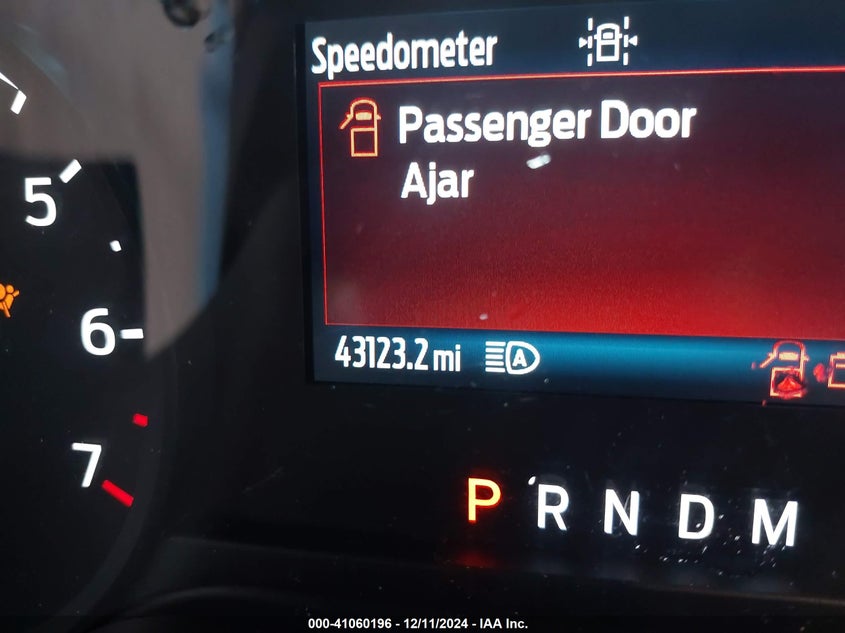 Speedometer
Passenger Door
Ajar
5
6
7
43123.2 mi
A
P R N D M
000-41060196 - 12/11/2024 - IAA Inc.